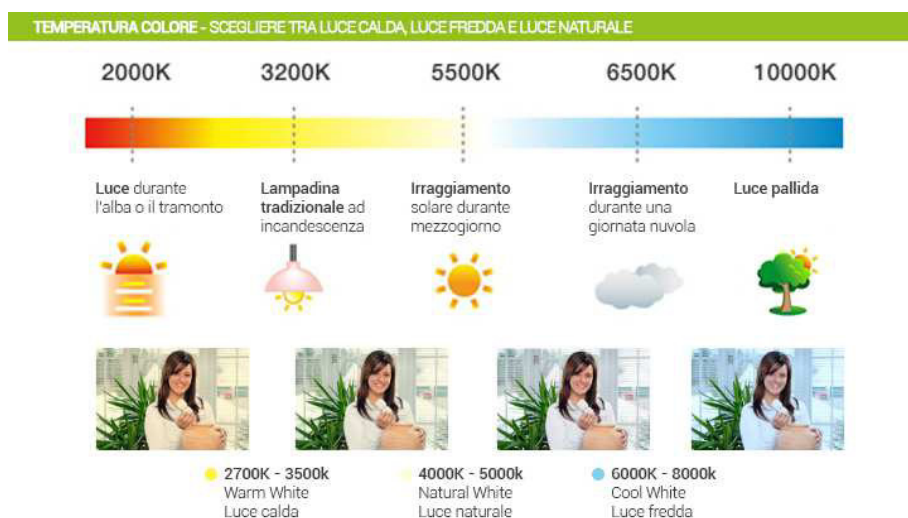 TEMPERATURA COLORE - SCEGLIERE TRA LUCE CALDA, LUCE FREDDA E LUCE NATURALE
2000K
3200K
5500K
6500K
10000K
Luce durante
l'alba o il tramonto
Lampadina
tradizionale ad
incandescenza
Irraggiamento
solare durante
mezzogiorno
Irraggiamento
durante una
giornata nuvola
Luce pallida
2700K - 3500k
Warm White
Luce calda
4000K - 5000k
Natural White
Luce naturale
6000K - 8000k
Cool White
Luce fredda